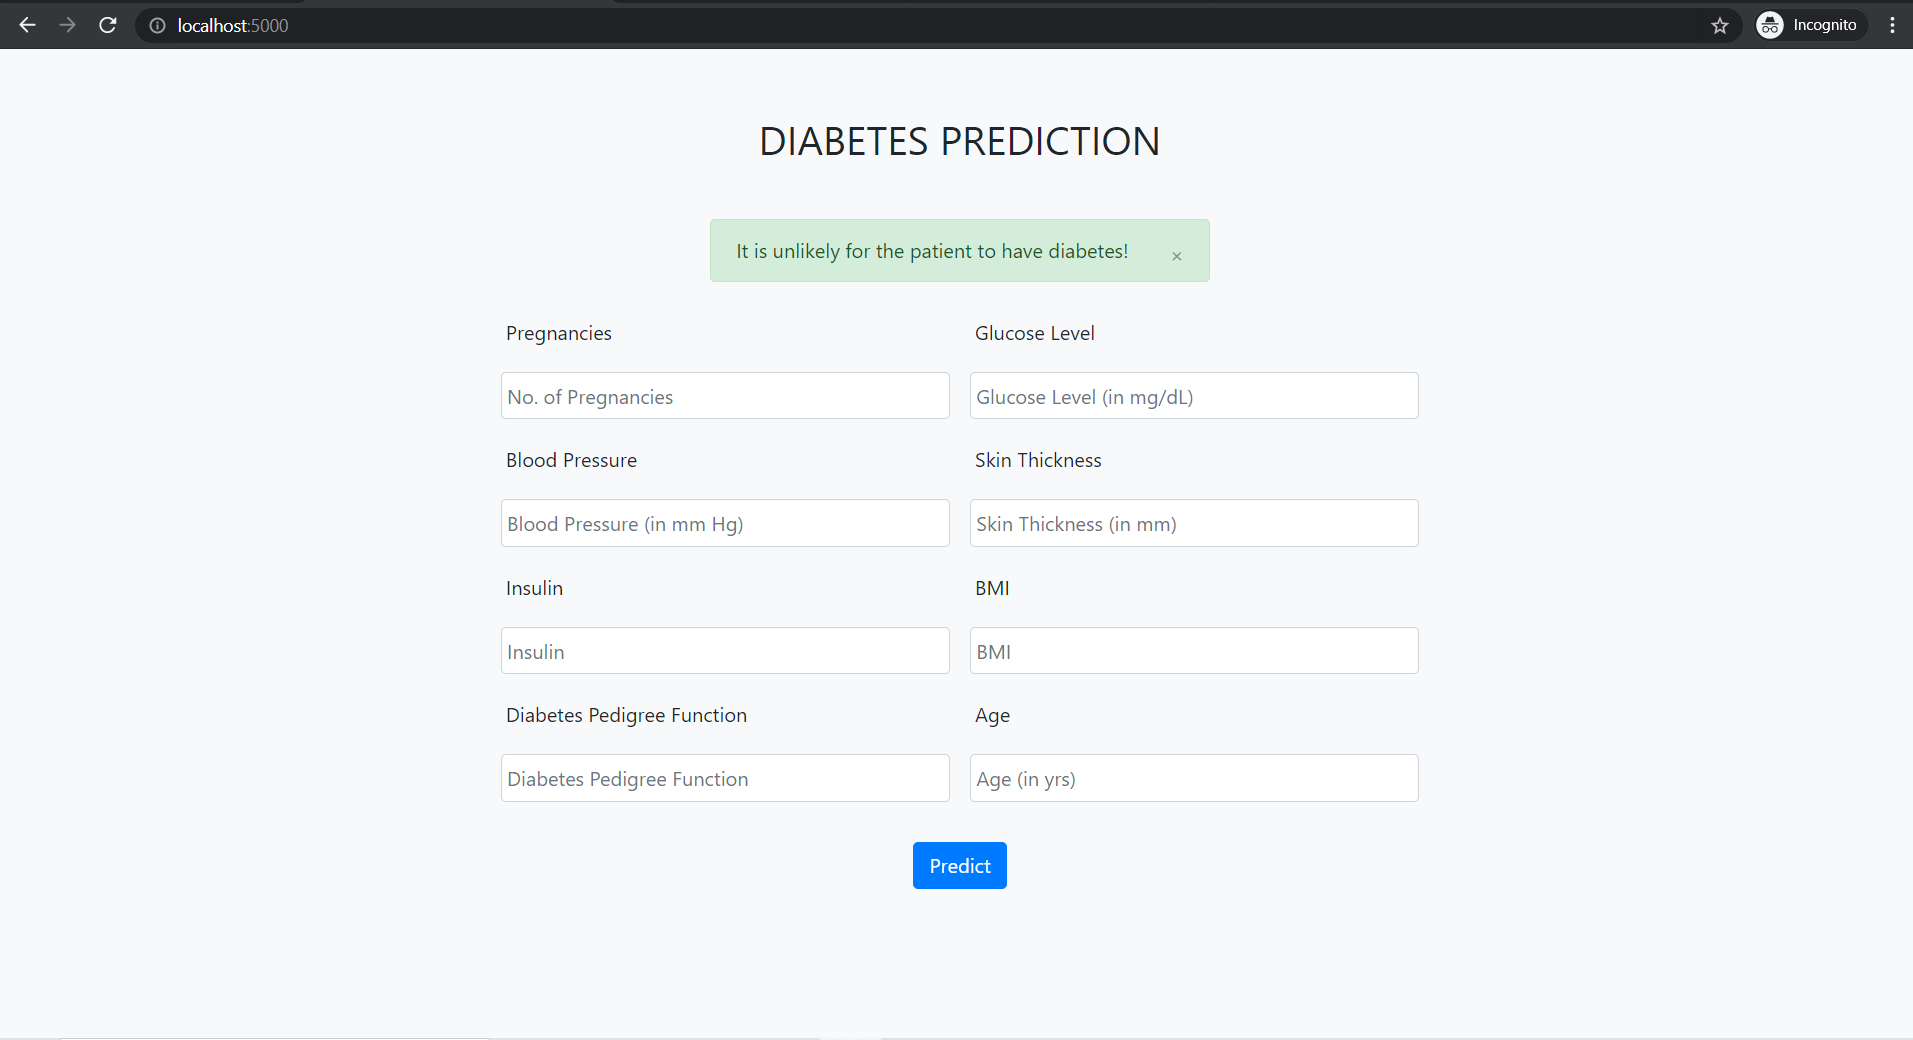 localhost:5000
Incognito
DIABETES PREDICTION
It is unlikely for the patient to have diabetes! ×
Pregnancies
Glucose Level
No. of Pregnancies
Glucose Level (in mg/dL)
Blood Pressure
Skin Thickness
Blood Pressure (in mm Hg)
Skin Thickness (in mm)
Insulin
BMI
Insulin
BMI
Diabetes Pedigree Function
Age
Diabetes Pedigree Function
Age (in yrs)
Predict